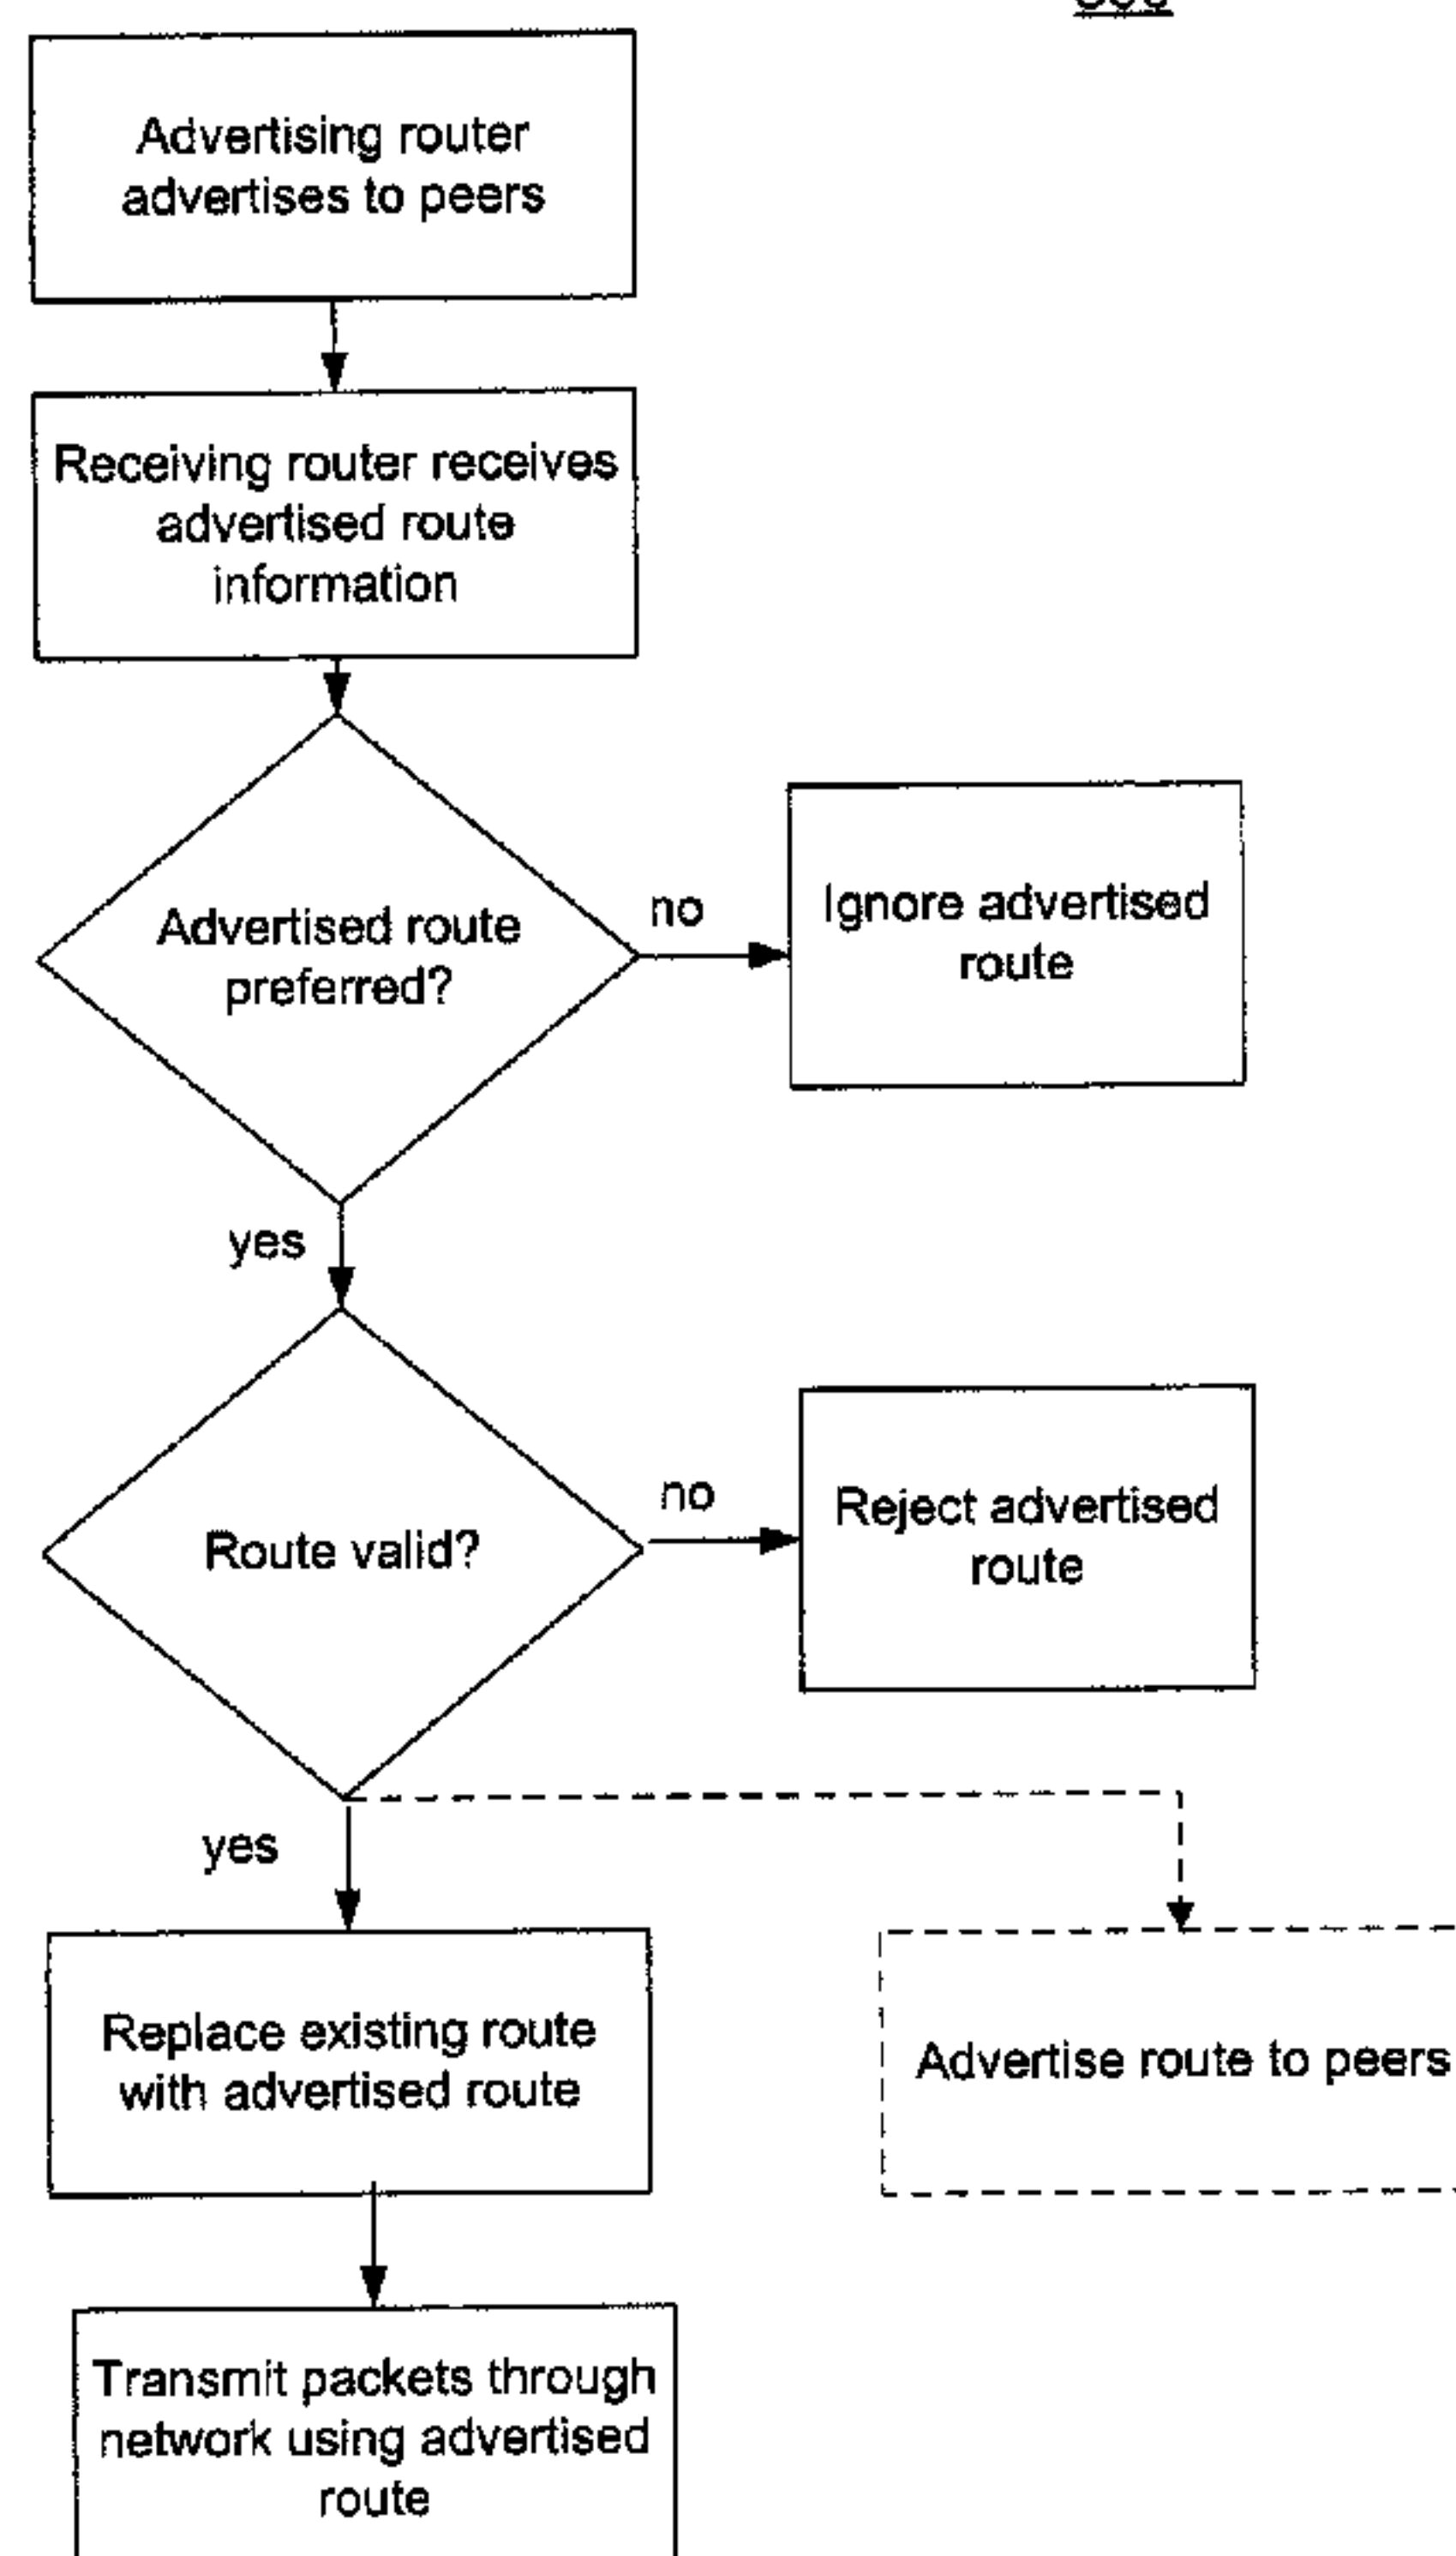 Advertising router
advertises to peers
Receiving router receives
advertised route
information
Advertised route
preferred?
no
Ignore advertised
route
yes
Route valid?
no
Reject advertised
route
yes
Replace existing route
with advertised route
Advertise route to peers
Transmit packets through
network using advertised
route